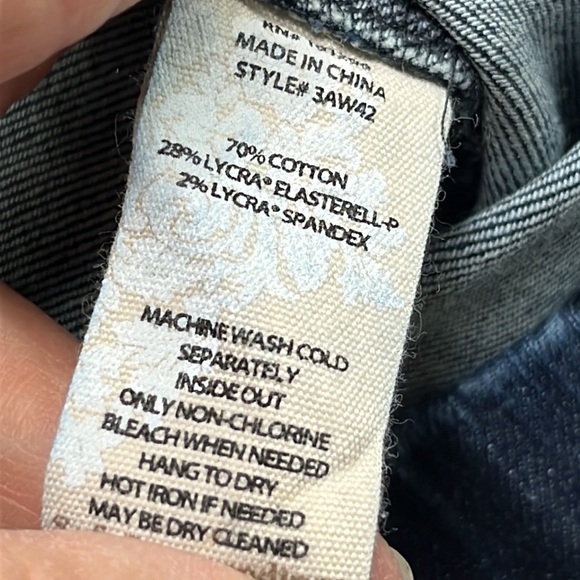 MADE IN CHINA
STYLE# 3AW42
70% COTTON
28% LYCRA® ELASTERELL-P
2% LYCRA® SPANDEX
MACHINE WASH COLD
SEPARATELY
INSIDE OUT
ONLY NON-CHLORINE
BLEACH WHEN NEEDED
HANG TO DRY
HOT IRON IF NEEDED
MAY BE DRY CLEANED